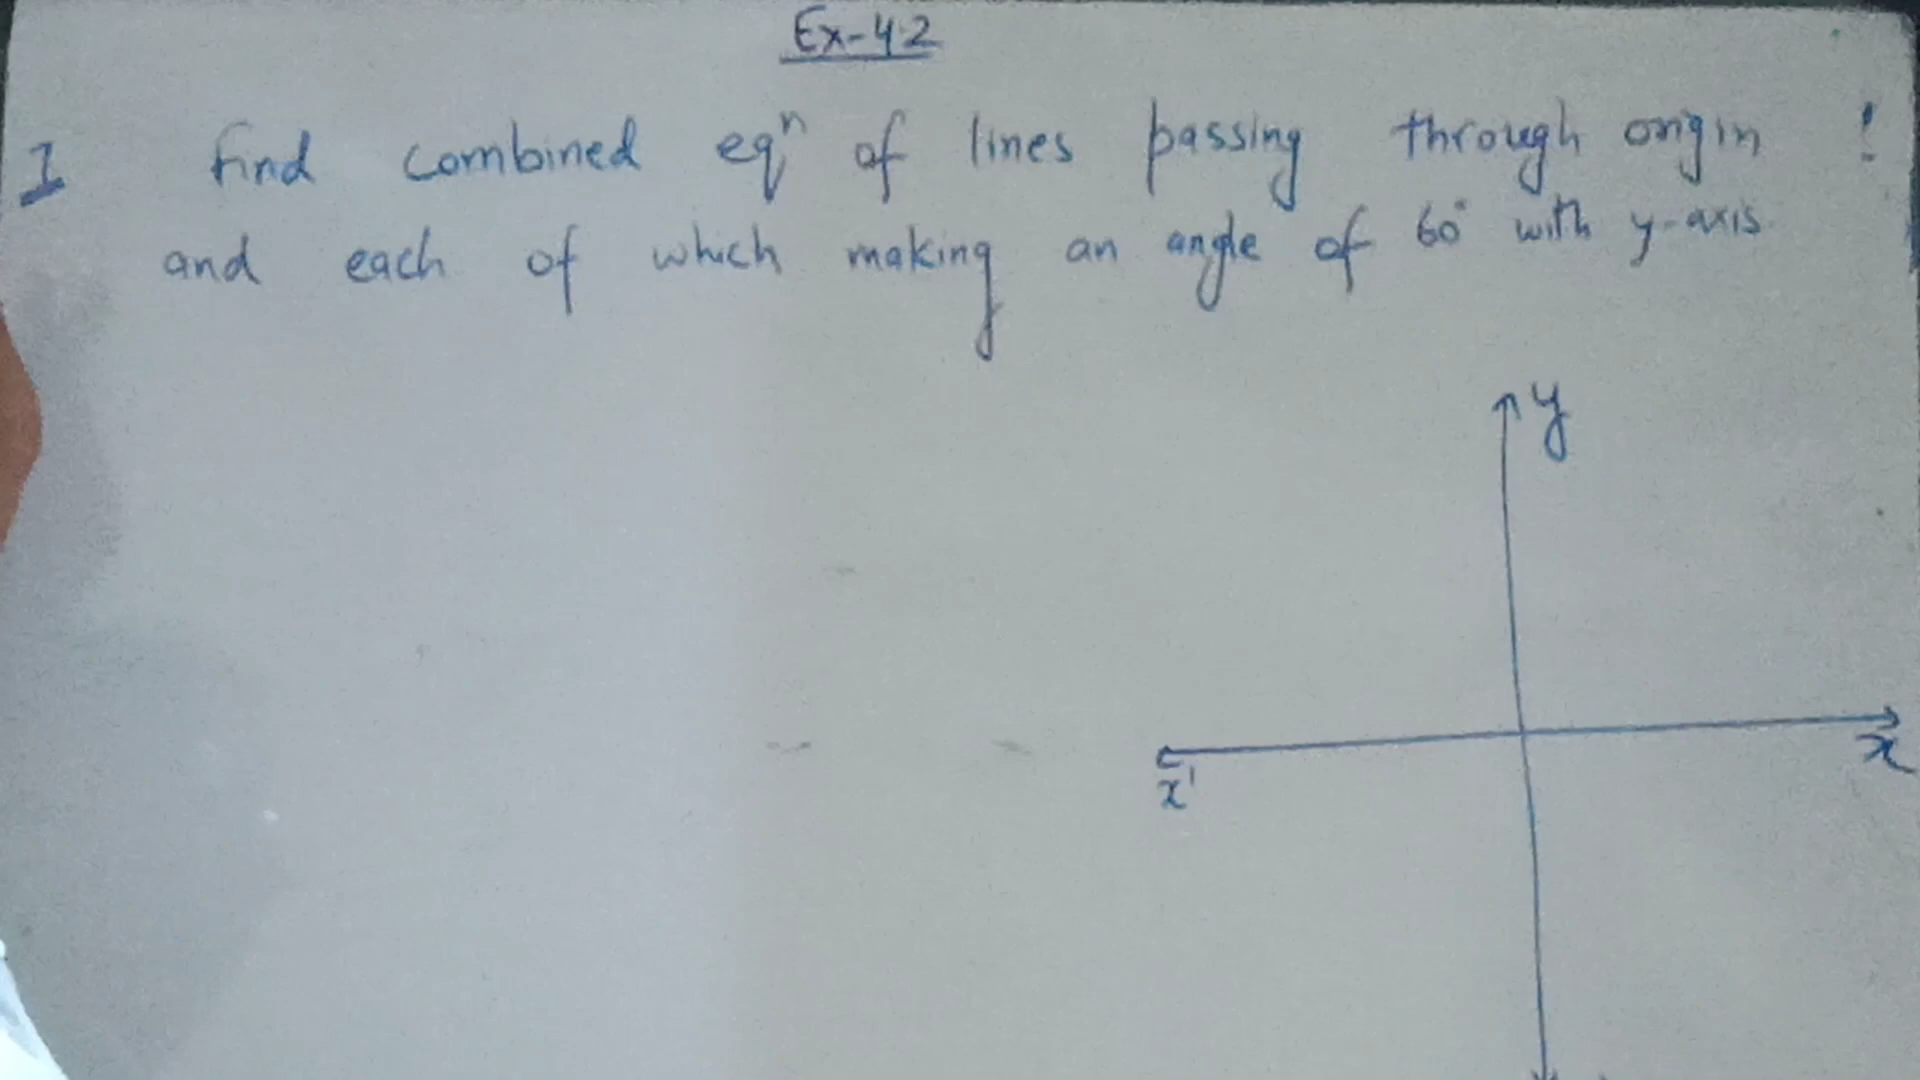 Ex-4.2
I find combined eqn of lines passing through origin !
and each of which making an angle of 60° with y-axis
y
x
x'